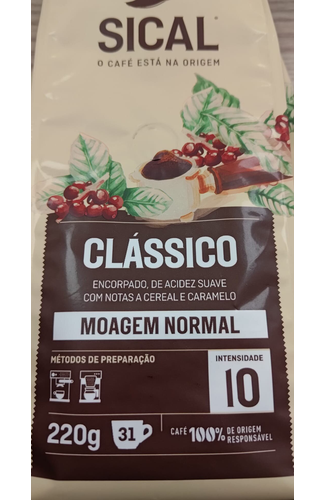 SICAL
O CAFÉ ESTÁ NA ORIGEM
CLÁSSICO
ENCORPADO, DE ACIDEZ SUAVE
COM NOTAS A CEREAL E CARAMELO
MOAGEM NORMAL
MÉTODOS DE PREPARAÇÃO
INTENSIDADE
10
220g
31
CAFÉ 100% DE ORIGEM
RESPONSÁVEL